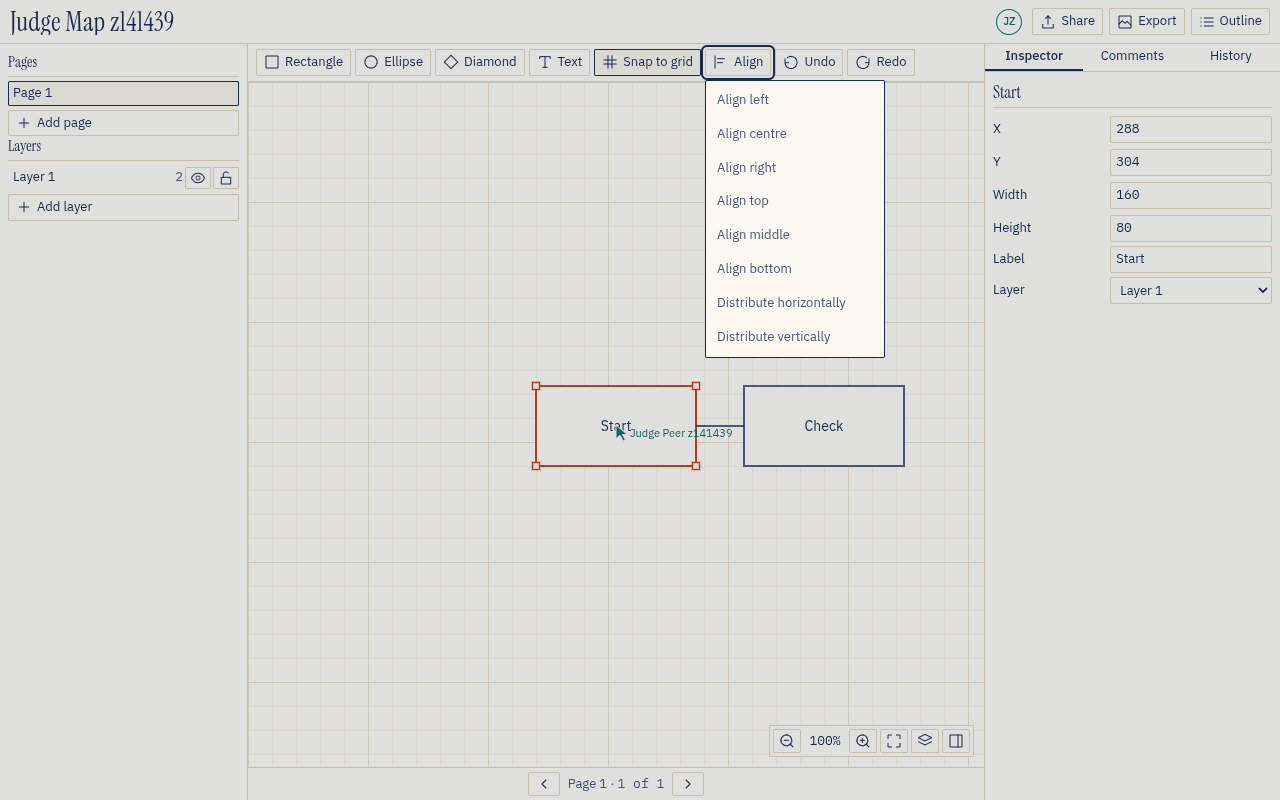 Judge Map z141439
JZ
Share
Export
Outline
Pages
Page 1
Add page
Layers
Layer 1
2
Add layer
Rectangle
Ellipse
Diamond
Text
Snap to grid
Align
Undo
Redo
Align left
Align centre
Align right
Align top
Align middle
Align bottom
Distribute horizontally
Distribute vertically
Start
Judge Peer z141439
Check
100%
Page 1 · 1 of 1
Inspector
Comments
History
Start
X 288
Y 304
Width 160
Height 80
Label Start
Layer Layer 1